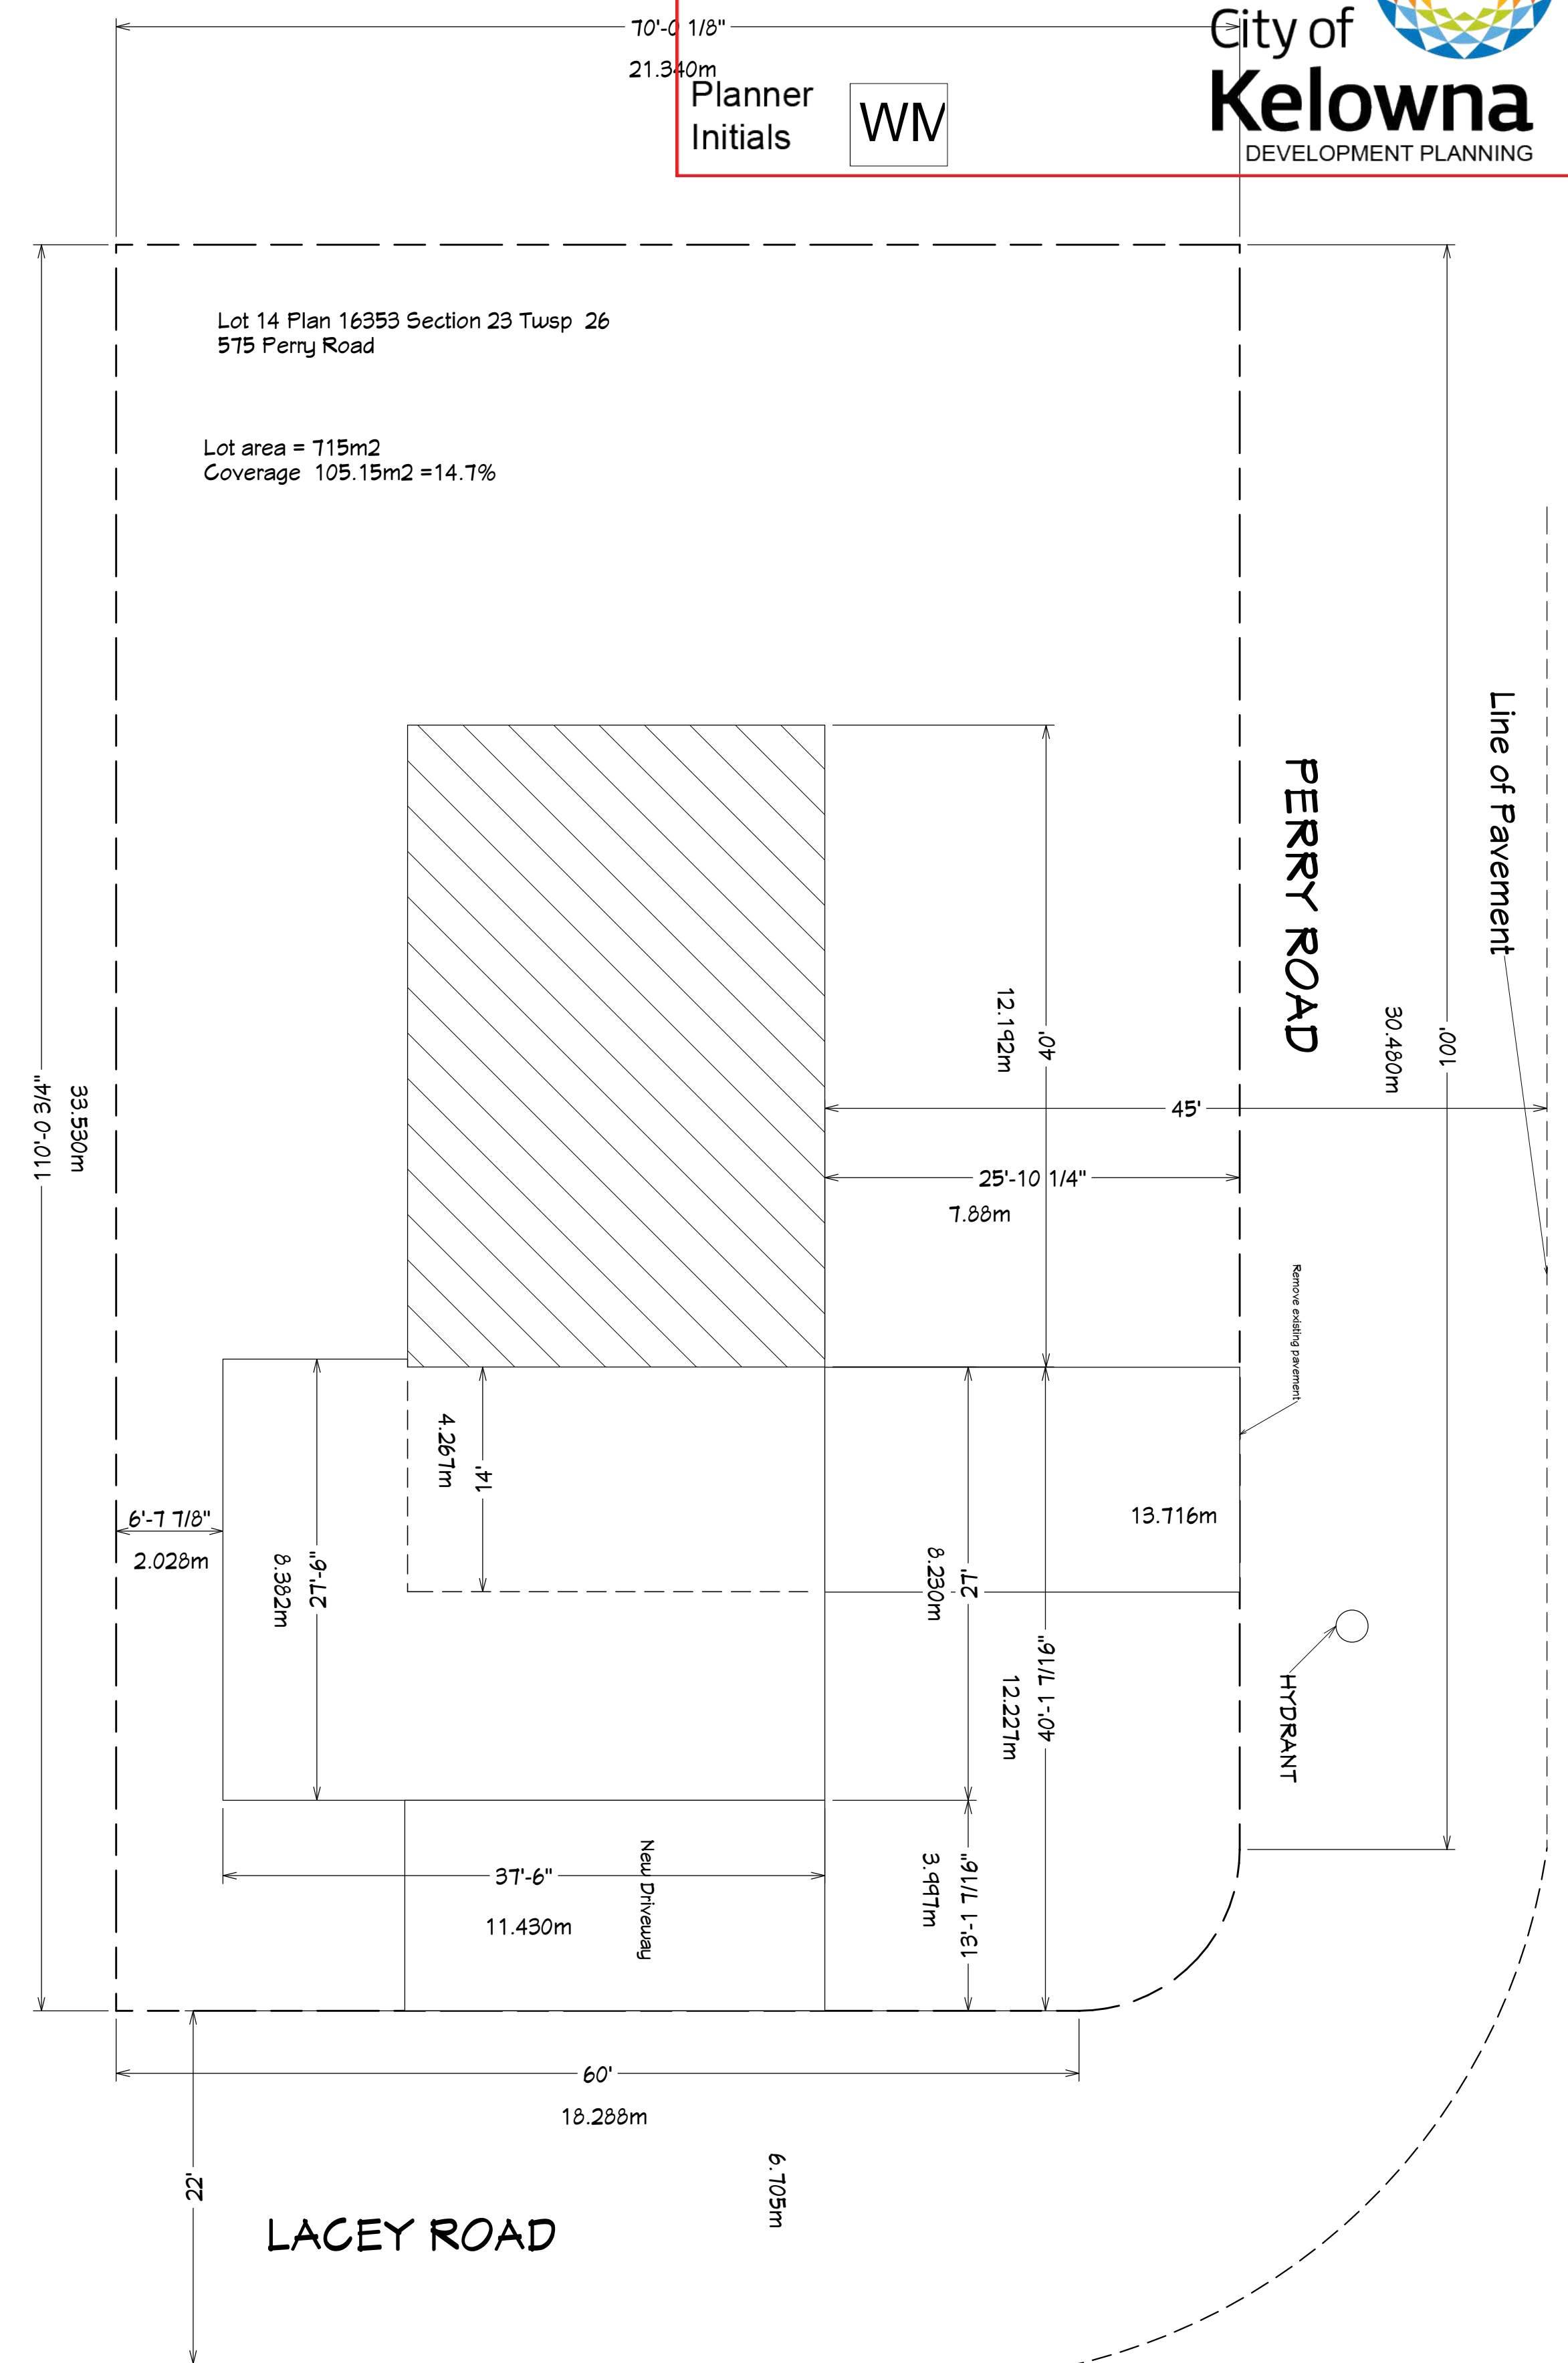 70'-0 1/8"
21.340m
Planner
Initials
WM
City of
Kelowna
DEVELOPMENT PLANNING
Lot 14 Plan 16353 Section 23 Twsp 26
575 Perry Road
Lot area = 715m2
Coverage 105.15m2 =14.7%
Line of Pavement
PERRY ROAD
12.192m
40'
30.480m
100'
110'-0 3/4"
33.530m
45'
25'-10 1/4"
7.88m
Remove existing pavement
4.267m
14'
13.716m
6'-7 7/8"
2.028m
8.382m
27'-6"
8.230m
27'
12.227m
40'-1 7/16"
HYDRANT
37'-6"
11.430m
New Driveway
3.997m
13'-1 7/16"
60'
18.288m
22'
6.705m
LACEY ROAD